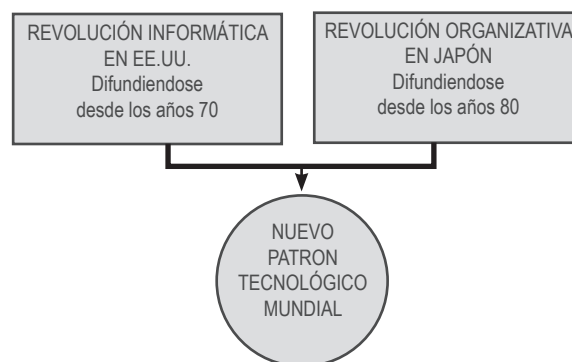 REVOLUCIÓN INFORMÁTICA
EN EE.UU.
Difundiendose
desde los años 70
REVOLUCIÓN ORGANIZATIVA
EN JAPÓN
Difundiendose
desde los años 80
NUEVO
PATRON
TECNOLÓGICO
MUNDIAL